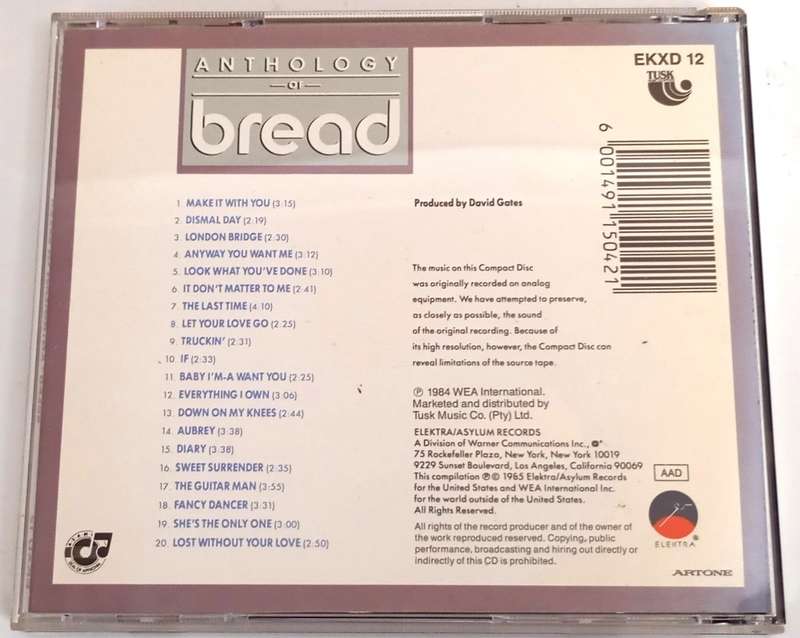 ANTHOLOGY
OF
bread
EKXD 12
TUSK
6 001491 150421
1 MAKE IT WITH YOU (3:15)
2. DISMAL DAY (2:19)
3. LONDON BRIDGE (2:30)
4. ANYWAY YOU WANT ME (3:12)
5. LOOK WHAT YOU'VE DONE (3:10)
6. IT DON'T MATTER TO ME (2:41)
7. THE LAST TIME (4:10)
8. LET YOUR LOVE GO (2:25)
9. TRUCKIN' (2:31)
10. IF (2:33)
11. BABY I'M-A WANT YOU (2:25)
12. EVERYTHING I OWN (3:06)
13. DOWN ON MY KNEES (2:44)
14. AUBREY (3:38)
15. DIARY (3:38)
16. SWEET SURRENDER (2:35)
17. THE GUITAR MAN (3:55)
18. FANCY DANCER (3:31)
19. SHE'S THE ONLY ONE (3:00)
20. LOST WITHOUT YOUR LOVE (2:50)
Produced by David Gates
The music on this Compact Disc
was originally recorded on analog
equipment. We have attempted to preserve,
as closely as possible, the sound
of the original recording. Because of
its high resolution, however, the Compact Disc can
reveal limitations of the source tape.
℗ 1984 WEA International.
Marketed and distributed by
Tusk Music Co. (Pty) Ltd.
ELEKTRA/ASYLUM RECORDS
A Division of Warner Communications Inc.,
75 Rockefeller Plaza, New York, New York 10019
9229 Sunset Boulevard, Los Angeles, California 90069
This compilation ℗ © 1985 Elektra/Asylum Records
for the United States and WEA International Inc.
for the world outside of the United States.
All Rights Reserved.
All rights of the record producer and of the owner of
the work reproduced reserved. Copying, public
performance, broadcasting and hiring out directly or
indirectly of this CD is prohibited.
AAD
ELEKTRA®
ARTONE